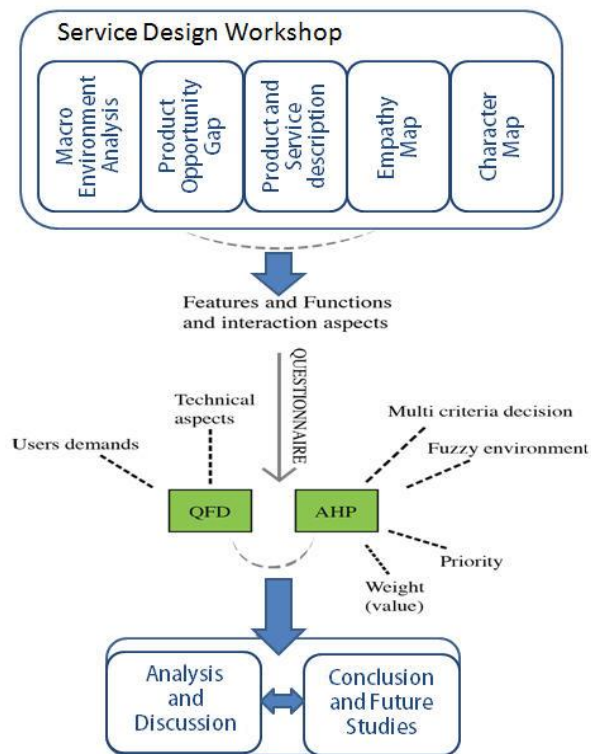 Service Design Workshop
Macro
Environment
Analysis
Product
Opportunity
Gap
Product and
Service
description
Empathy
Map
Character
Map
Features and Functions
and interaction aspects
QUESTIONNAIRE
Technical
aspects
Users demands
Multi criteria decision
Fuzzy environment
QFD
AHP
Priority
Weight
(value)
Analysis
and
Discussion
Conclusion
and Future
Studies